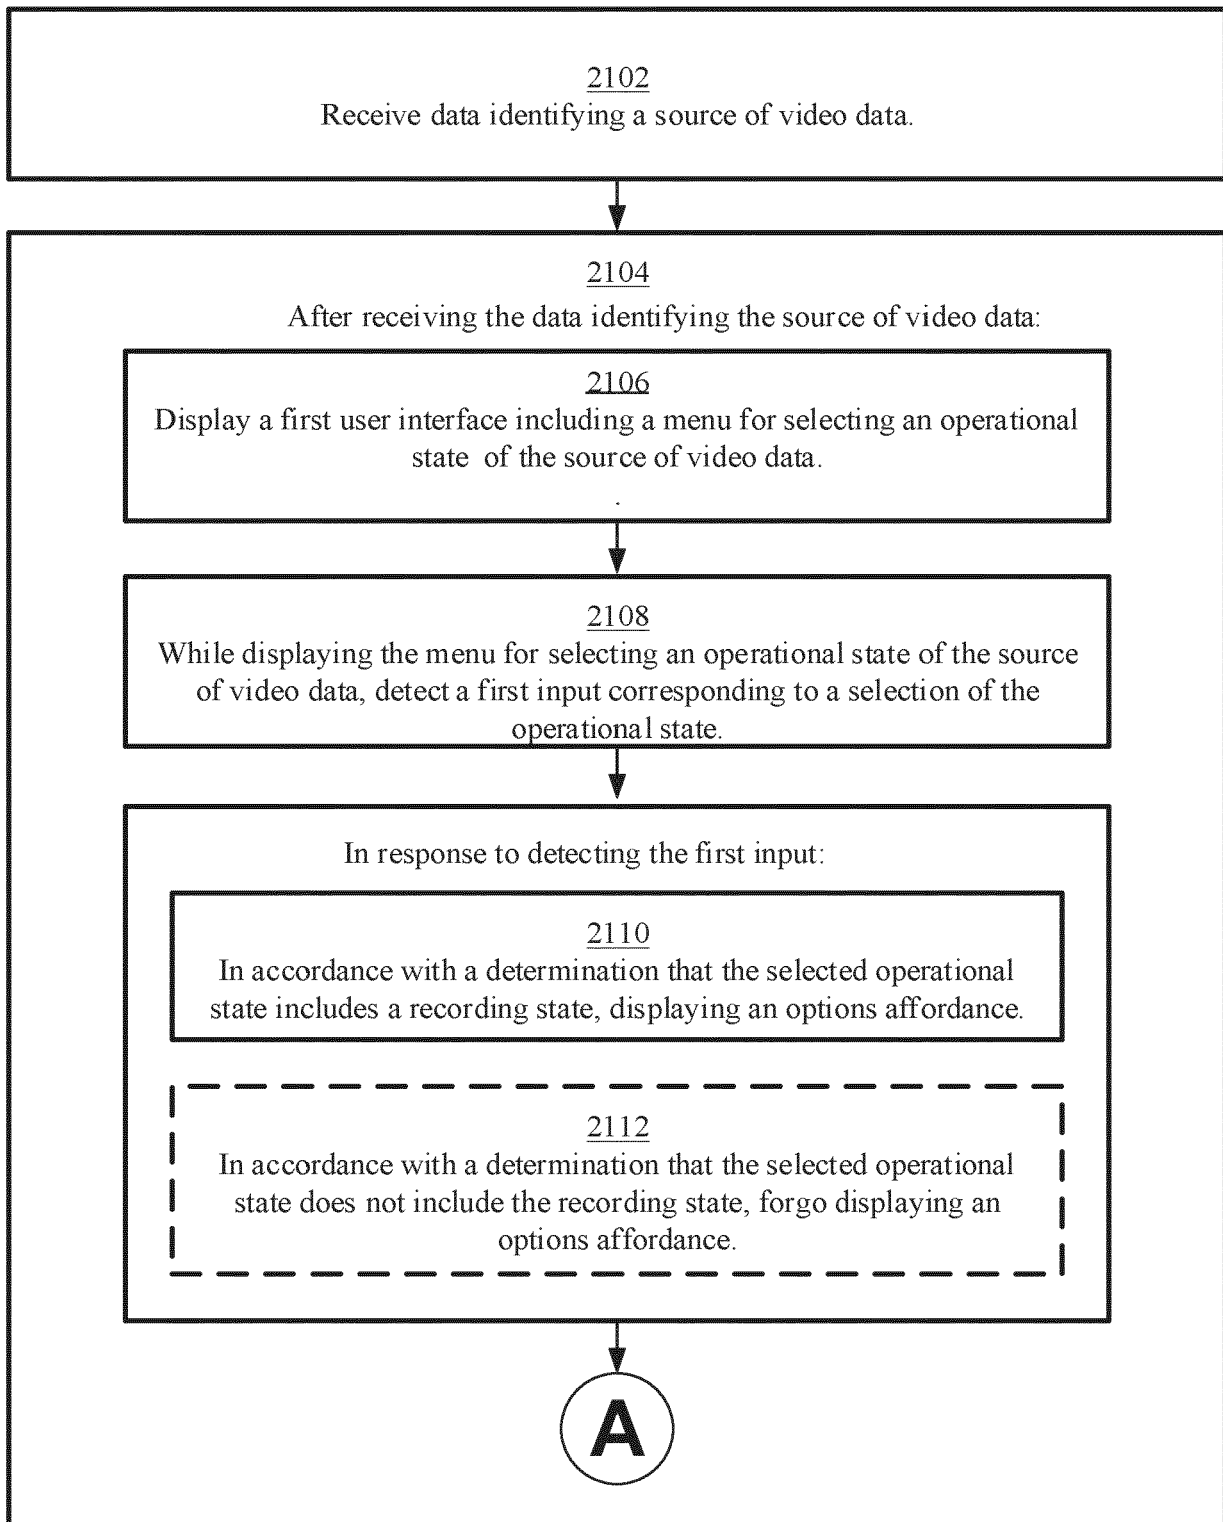 2102
Receive data identifying a source of video data.
2104
After receiving the data identifying the source of video data:
2106
Display a first user interface including a menu for selecting an operational
state of the source of video data.
.
2108
While displaying the menu for selecting an operational state of the source
of video data, detect a first input corresponding to a selection of the
operational state.
In response to detecting the first input:
2110
In accordance with a determination that the selected operational
state includes a recording state, displaying an options affordance.
2112
In accordance with a determination that the selected operational
state does not include the recording state, forgo displaying an
options affordance.
A